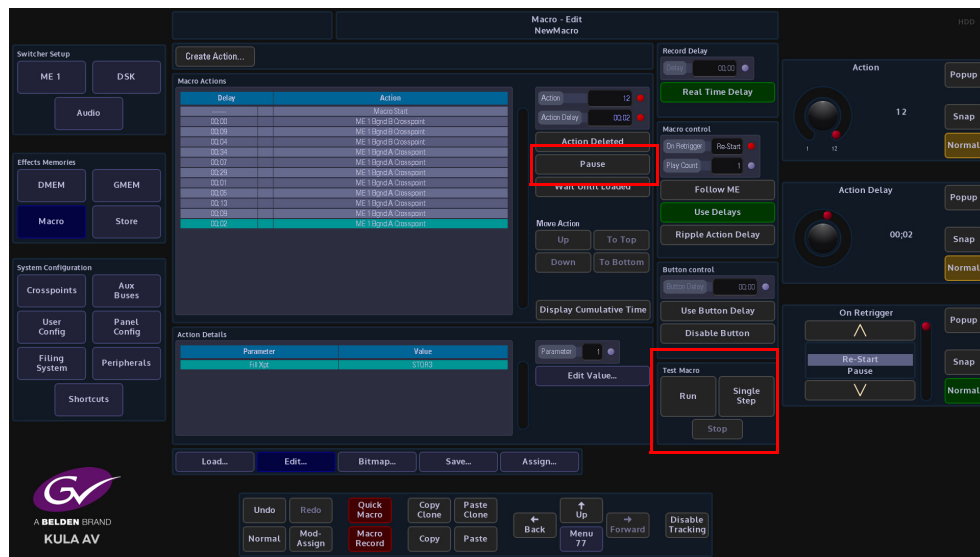 Macro - Edit
NewMacro
HDD
Switcher Setup
ME 1
DSK
Audio
Effects Memories
DMEM
GMEM
Macro
Store
System Configuration
Crosspoints
Aux
Buses
User
Config
Panel
Config
Filing
System
Peripherals
Shortcuts
Create Action...
Macro Actions
Delay Action
------ Macro Start
00;00 ME 1 Bgnd B Crosspoint
00;09 ME 1 Bgnd B Crosspoint
00;04 ME 1 Bgnd B Crosspoint
00;34 ME 1 Bgnd A Crosspoint
00;07 ME 1 Bgnd A Crosspoint
00;29 ME 1 Bgnd A Crosspoint
00;01 ME 1 Bgnd A Crosspoint
00;05 ME 1 Bgnd A Crosspoint
00;13 ME 1 Bgnd A Crosspoint
00;09 ME 1 Bgnd A Crosspoint
00;02 ME 1 Bgnd A Crosspoint
Action 12
Action Delay 00;02
Action Deleted
Pause
Wait Until Loaded
Move Action
Up
To Top
Down
To Bottom
Display Cumulative Time
Action Details
Parameter Value
Fill Xpt STOR3
Parameter 1
Edit Value...
Record Delay
Delay 00;00
Real Time Delay
Macro control
On Retrigger Re-Start
Play Count 1
Follow ME
Use Delays
Ripple Action Delay
Button control
Button Delay 00;00
Use Button Delay
Disable Button
Test Macro
Run
Single
Step
Stop
Action
12
1 12
Popup
Snap
Normal
Action Delay
00;02
Popup
Snap
Normal
On Retrigger
Re-Start
Pause
Popup
Snap
Normal
Load...
Edit...
Bitmap...
Save...
Assign...
GV
A BELDEN BRAND
KULA AV
Undo
Redo
Quick
Macro
Copy
Clone
Paste
Clone
Normal
Mod-
Assign
Macro
Record
Copy
Paste
Back
Up
Menu
77
Forward
Disable
Tracking